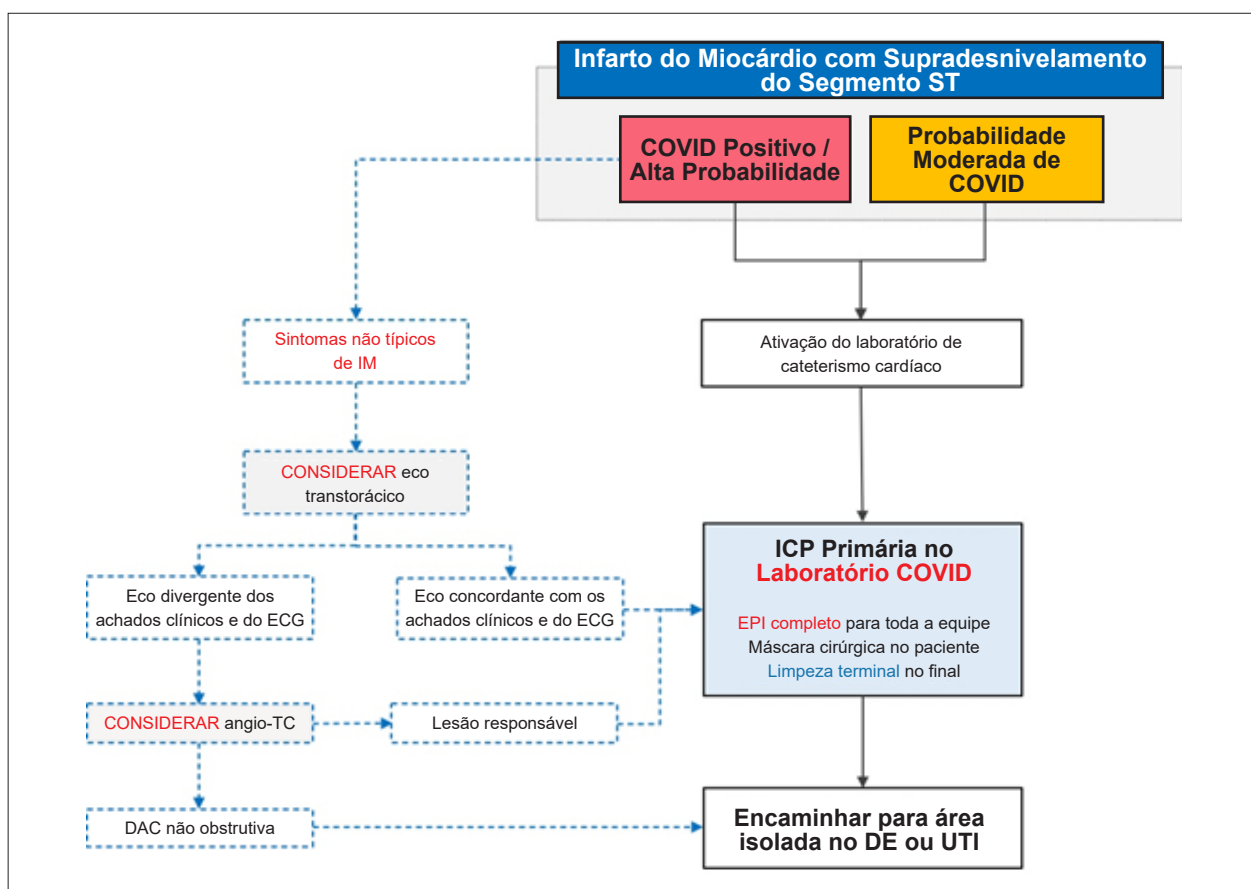 Infarto do Miocárdio com Supradesnivelamento
do Segmento ST
COVID Positivo /
Alta Probabilidade
Probabilidade
Moderada de
COVID
Sintomas não típicos
de IM
Ativação do laboratório de
cateterismo cardíaco
CONSIDERAR eco
transtorácico
Eco divergente dos
achados clínicos e do ECG
Eco concordante com os
achados clínicos e do ECG
ICP Primária no
Laboratório COVID
EPI completo para toda a equipe
Máscara cirúrgica no paciente
Limpeza terminal no final
CONSIDERAR angio-TC
Lesão responsável
DAC não obstrutiva
Encaminhar para área
isolada no DE ou UTI